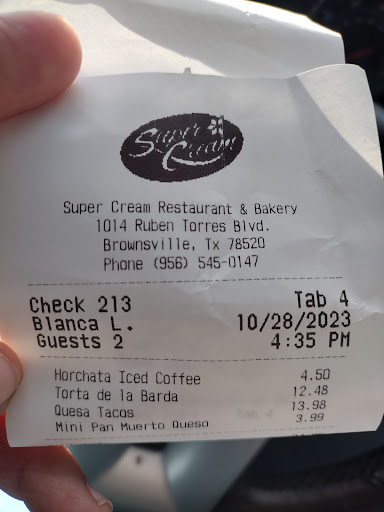 Super Cream
Super Cream Restaurant & Bakery
1014 Ruben Torres Blvd.
Brownsville, Tx 78520
Phone (956) 545-0147
Check 213 Tab 4
Blanca L. 10/28/2023
Guests 2 4:35 PM
Horchata Iced Coffee 4.50
Torta de la Barda 12.48
Quesa Tacos 13.98
Mini Pan Muerto Queso 3.99